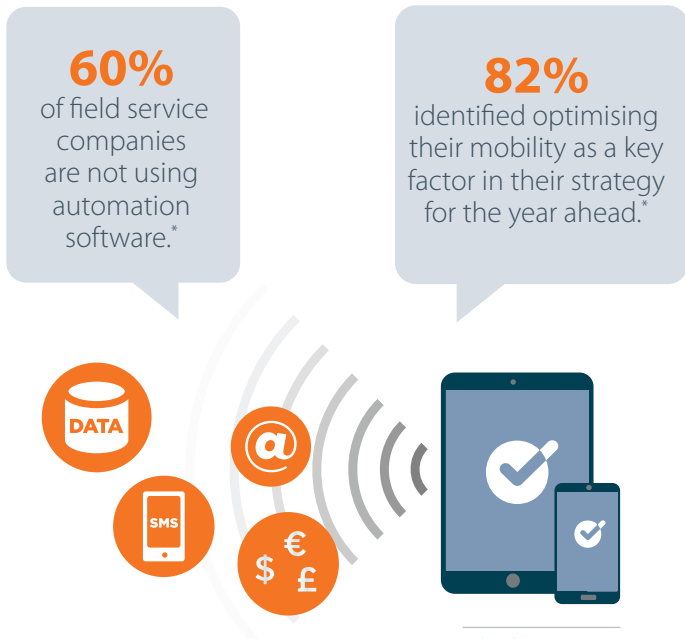 60%
of field service
companies
are not using
automation
software.*
82%
identified optimising
their mobility as a key
factor in their strategy
for the year ahead.*
DATA
@
SMS
€
$ £